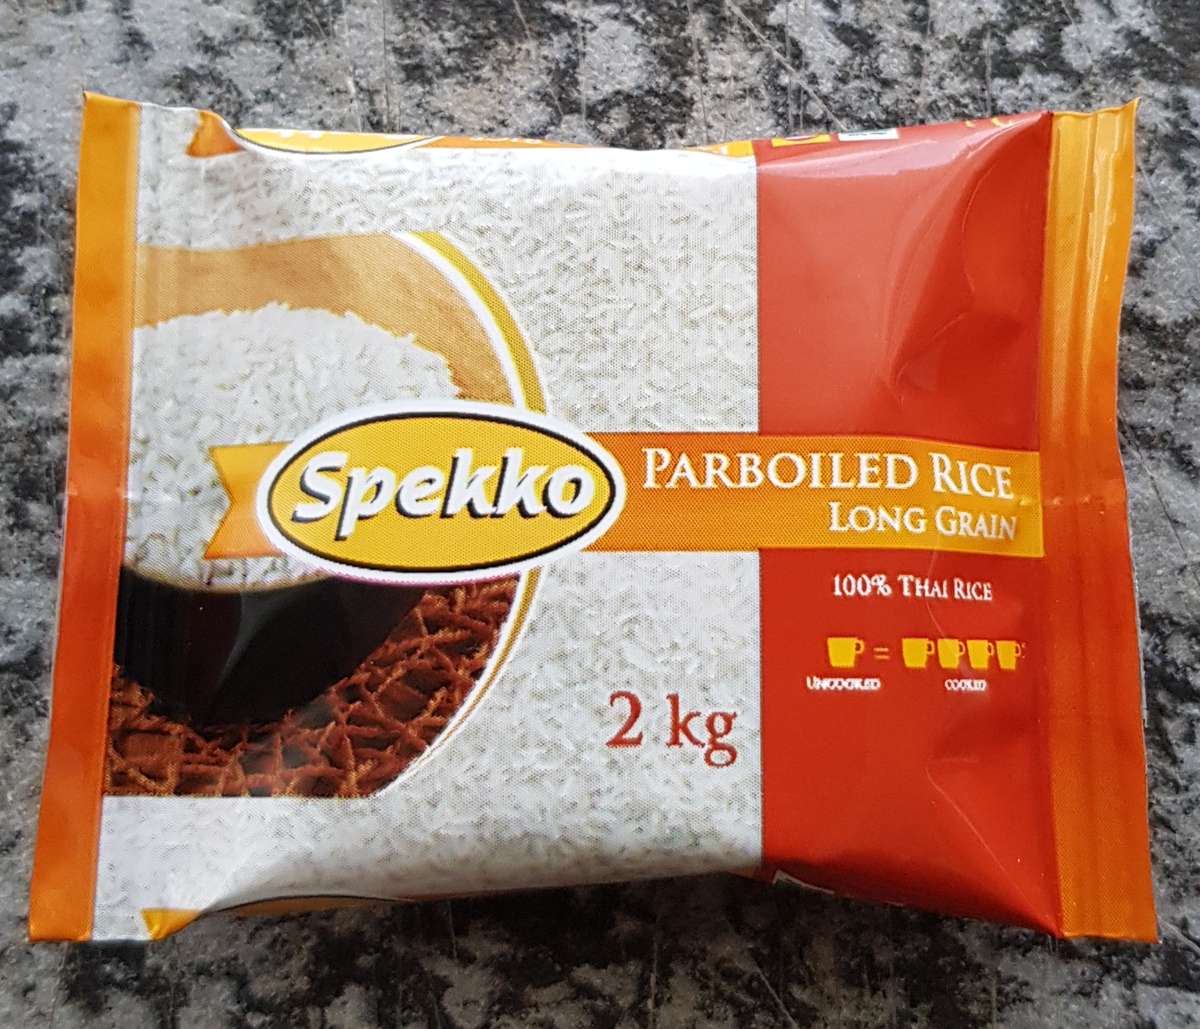 Spekko
PARBOILED RICE
LONG GRAIN
100% THAI RICE
=
UNCOOKED COOKED
2 kg